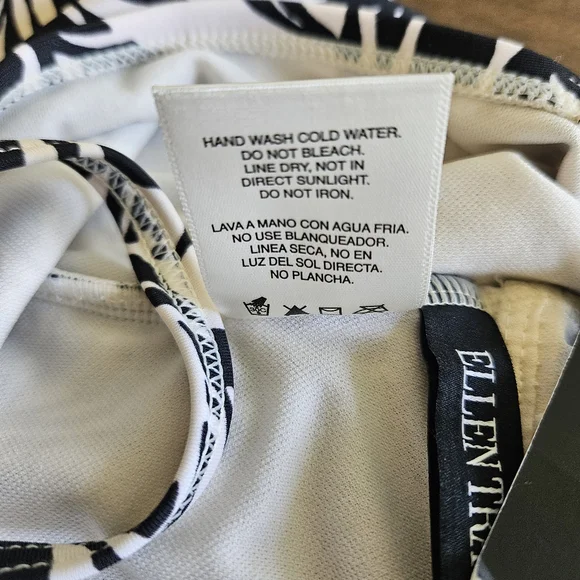 HAND WASH COLD WATER.
DO NOT BLEACH.
LINE DRY, NOT IN
DIRECT SUNLIGHT.
DO NOT IRON.
LAVA A MANO CON AGUA FRIA.
NO USE BLANQUEADOR.
LINEA SECA, NO EN
LUZ DEL SOL DIRECTA.
NO PLANCHA.
ELLEN